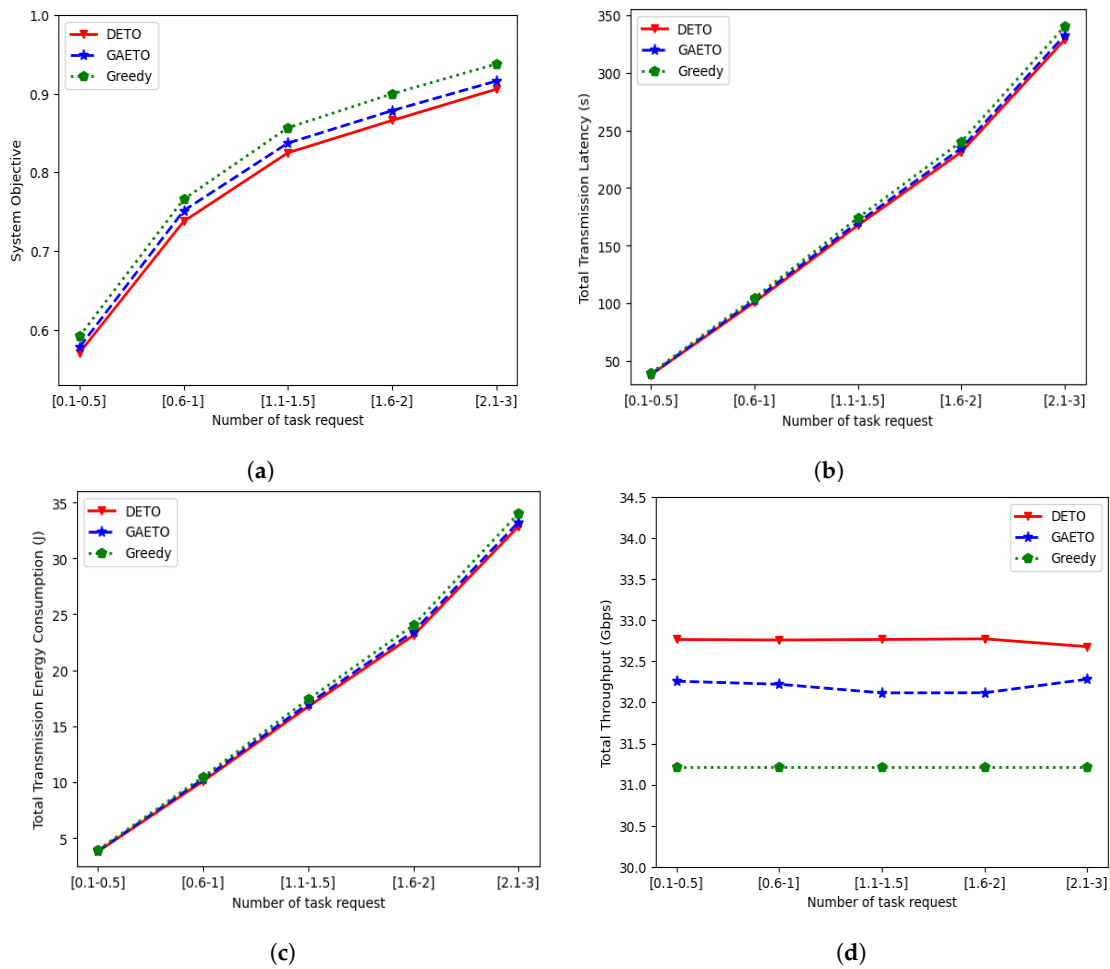 1.0
0.9
0.8
0.7
0.6
System Objective
DETO
GAETO
Greedy
[0.1-0.5] [0.6-1] [1.1-1.5] [1.6-2] [2.1-3]
Number of task request
(a)
350
300
250
200
150
100
50
Total Transmission Latency (s)
DETO
GAETO
Greedy
[0.1-0.5] [0.6-1] [1.1-1.5] [1.6-2] [2.1-3]
Number of task request
(b)
35
30
25
20
15
10
5
Total Transmission Energy Consumption (J)
DETO
GAETO
Greedy
[0.1-0.5] [0.6-1] [1.1-1.5] [1.6-2] [2.1-3]
Number of task request
(c)
34.5
34.0
33.5
33.0
32.5
32.0
31.5
31.0
30.5
30.0
Total Throughput (Gbps)
DETO
GAETO
Greedy
[0.1-0.5] [0.6-1] [1.1-1.5] [1.6-2] [2.1-3]
Number of task request
(d)